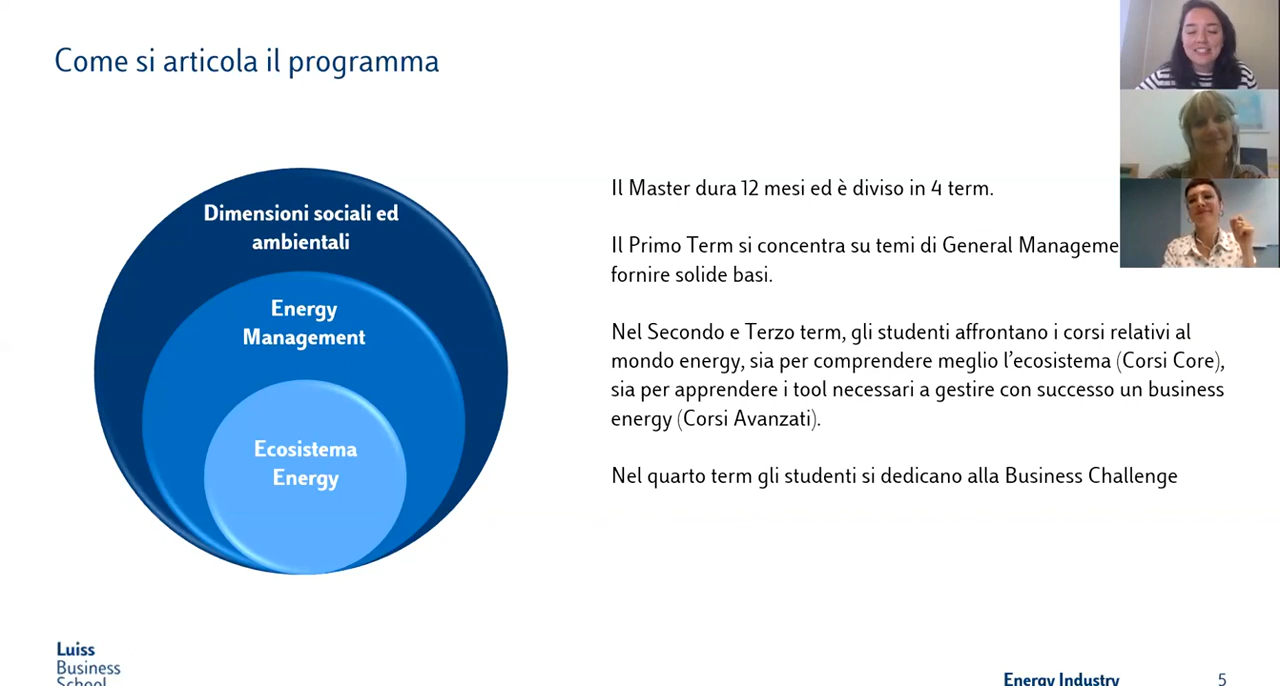 Come si articola il programma
Dimensioni sociali ed
ambientali
Energy
Management
Ecosistema
Energy
Il Master dura 12 mesi ed è diviso in 4 term.
Il Primo Term si concentra su temi di General
fornire solide basi.
Nel Secondo e Terzo term, gli studenti affrontano i corsi relativi al
mondo energy, sia per comprendere meglio l’ecosistema (Corsi Core),
sia per apprendere i tool necessari a gestire con successo un business
energy (Corsi Avanzati).
Nel quarto term gli studenti si dedicano alla Business Challenge
Luiss
Business
School
Energy Industry
5